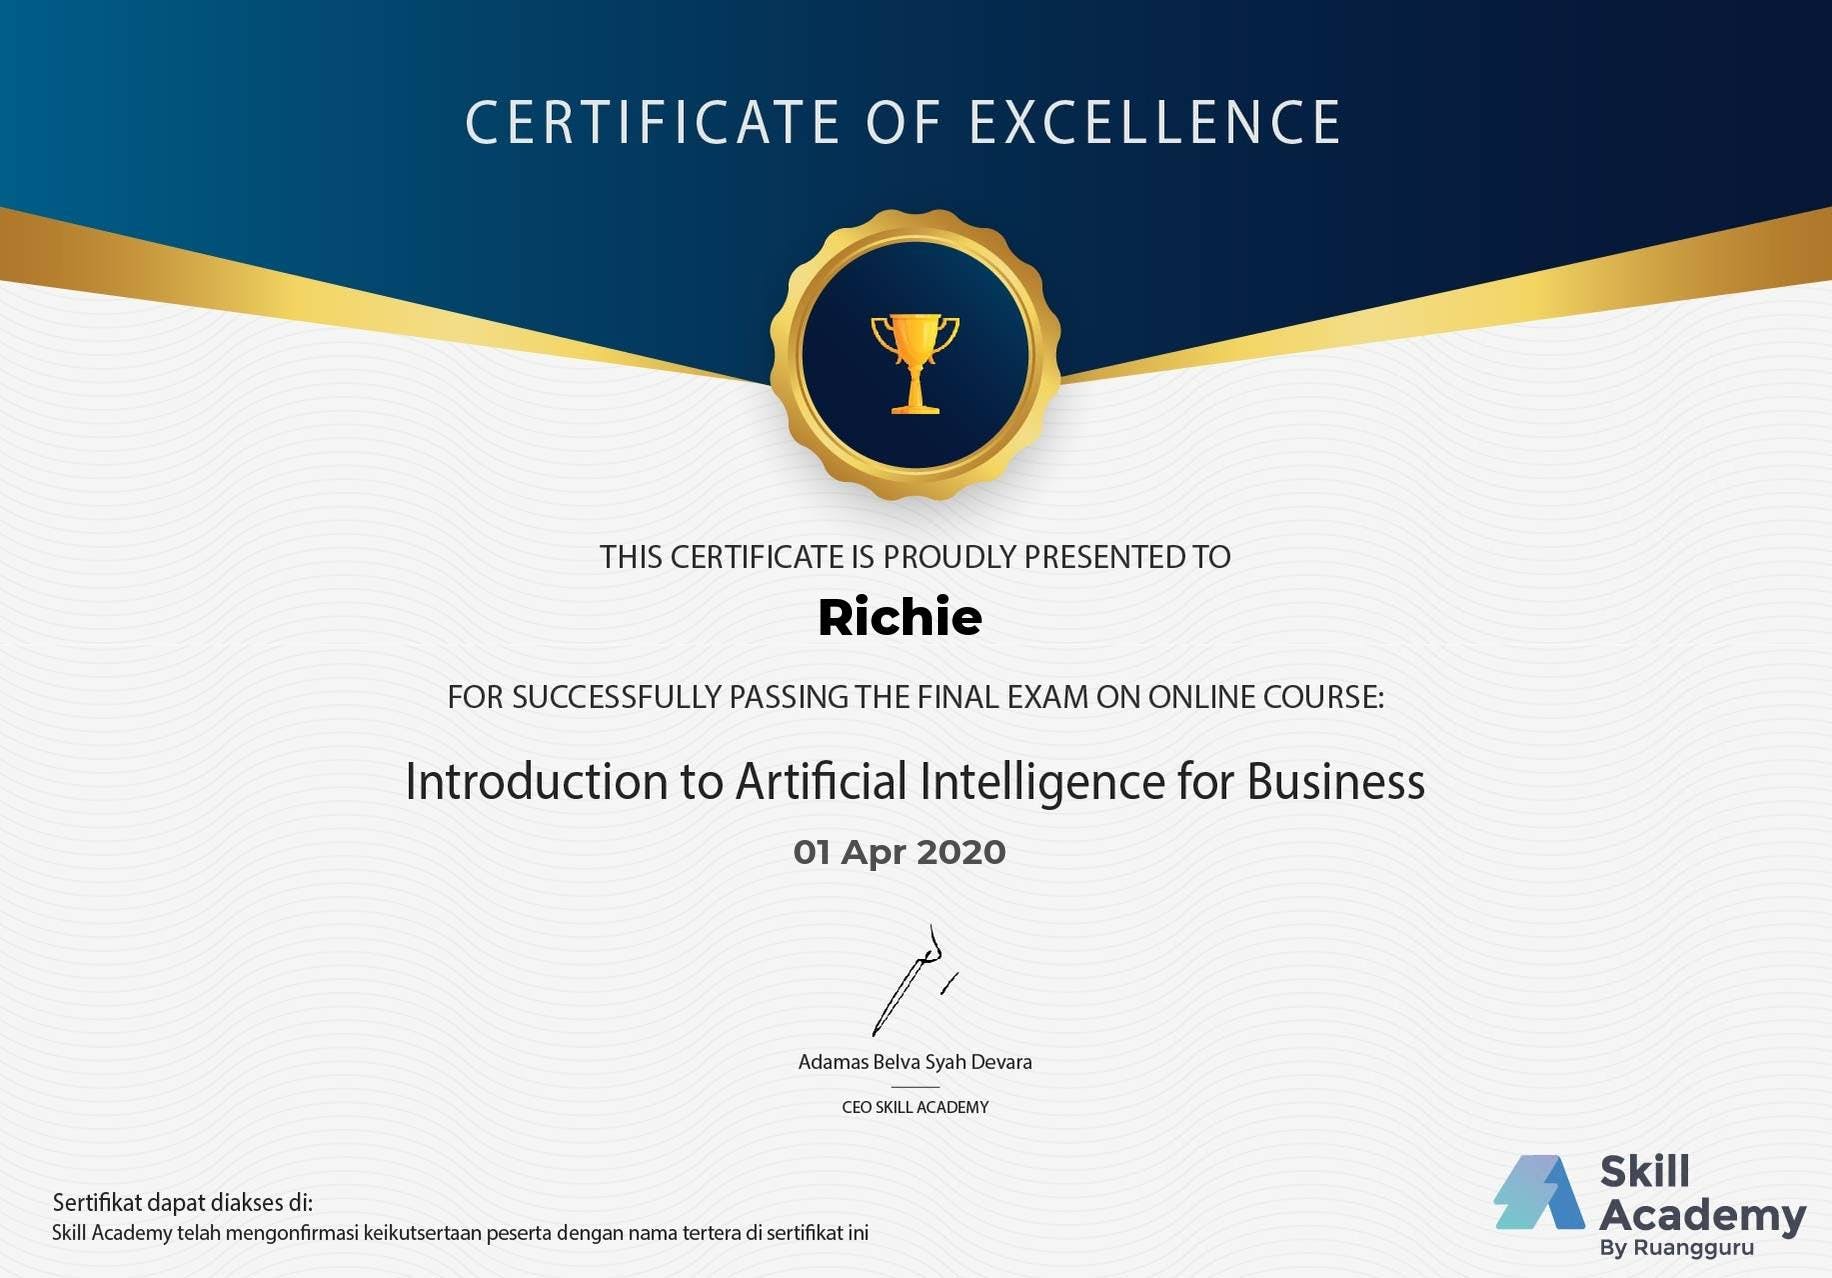 CERTIFICATE OF EXCELLENCE
THIS CERTIFICATE IS PROUDLY PRESENTED TO
Richie
FOR SUCCESSFULLY PASSING THE FINAL EXAM ON ONLINE COURSE:
Introduction to Artificial Intelligence for Business
01 Apr 2020
Adamas Belva Syah Devara
CEO SKILL ACADEMY
Sertifikat dapat diakses di:
Skill Academy telah mengonfirmasi keikutsertaan peserta dengan nama tertera di sertifikat ini
Skill
Academy
By Ruangguru